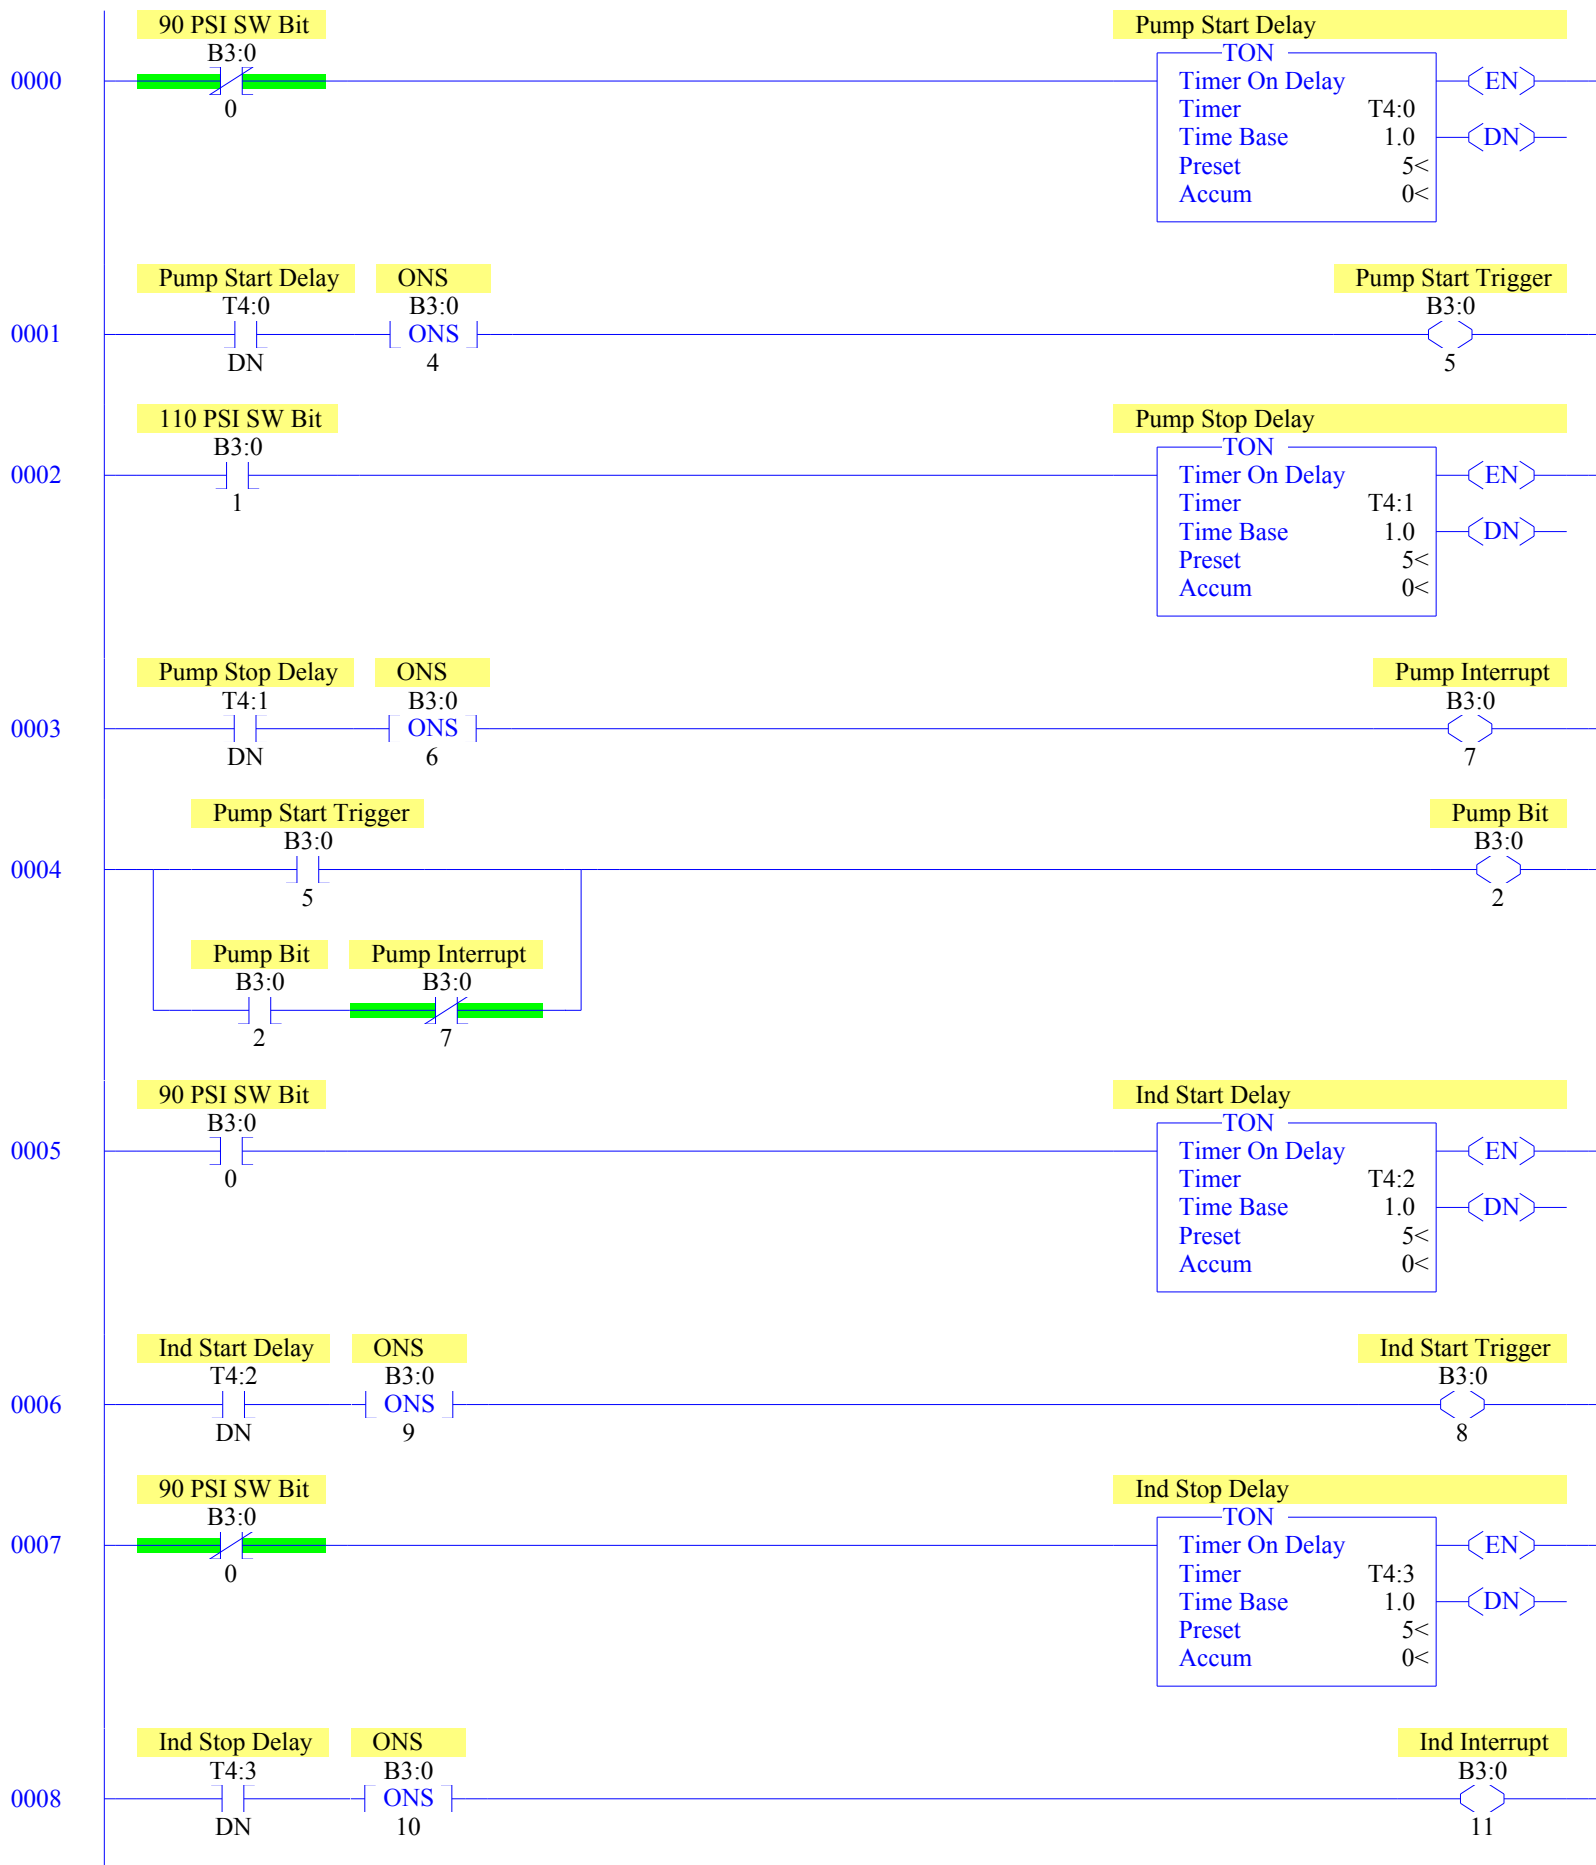 90 PSI SW Bit Pump Start Delay
B3:0 TON
0000 Timer On Delay EN
0 Timer T4:0
Time Base 1.0 DN
Preset 5<
Accum 0<
Pump Start Delay ONS Pump Start Trigger
T4:0 B3:0 B3:0
0001 ONS
DN 4 5
110 PSI SW Bit Pump Stop Delay
B3:0 TON
0002 Timer On Delay EN
1 Timer T4:1
Time Base 1.0 DN
Preset 5<
Accum 0<
Pump Stop Delay ONS Pump Interrupt
T4:1 B3:0 B3:0
0003 ONS
DN 6 7
Pump Start Trigger Pump Bit
B3:0 B3:0
0004
5 2
Pump Bit Pump Interrupt
B3:0 B3:0
2 7
90 PSI SW Bit Ind Start Delay
B3:0 TON
0005 Timer On Delay EN
0 Timer T4:2
Time Base 1.0 DN
Preset 5<
Accum 0<
Ind Start Delay ONS Ind Start Trigger
T4:2 B3:0 B3:0
0006 ONS
DN 9 8
90 PSI SW Bit Ind Stop Delay
B3:0 TON
0007 Timer On Delay EN
0 Timer T4:3
Time Base 1.0 DN
Preset 5<
Accum 0<
Ind Stop Delay ONS Ind Interrupt
T4:3 B3:0 B3:0
0008 ONS
DN 10 11